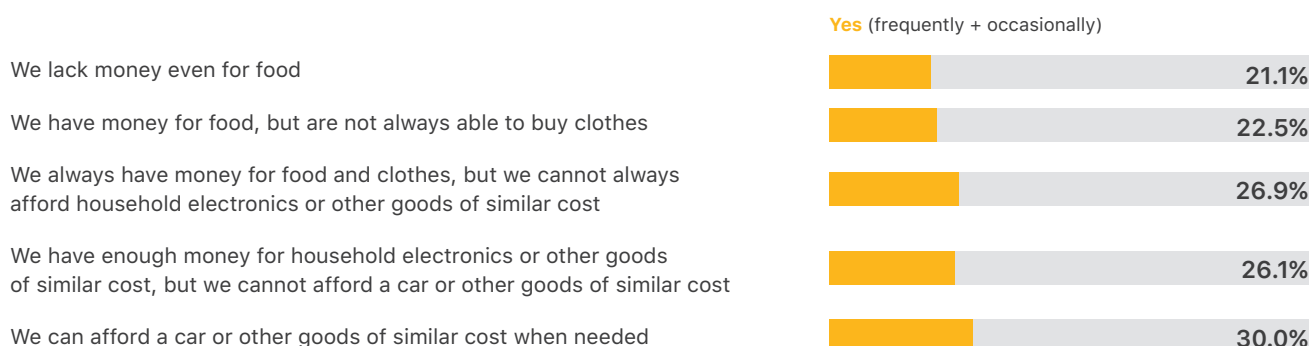 Yes (frequently + occasionally)
We lack money even for food
21.1%
We have money for food, but are not always able to buy clothes
22.5%
We always have money for food and clothes, but we cannot always
afford household electronics or other goods of similar cost
26.9%
We have enough money for household electronics or other goods
of similar cost, but we cannot afford a car or other goods of similar cost
26.1%
We can afford a car or other goods of similar cost when needed
30.0%